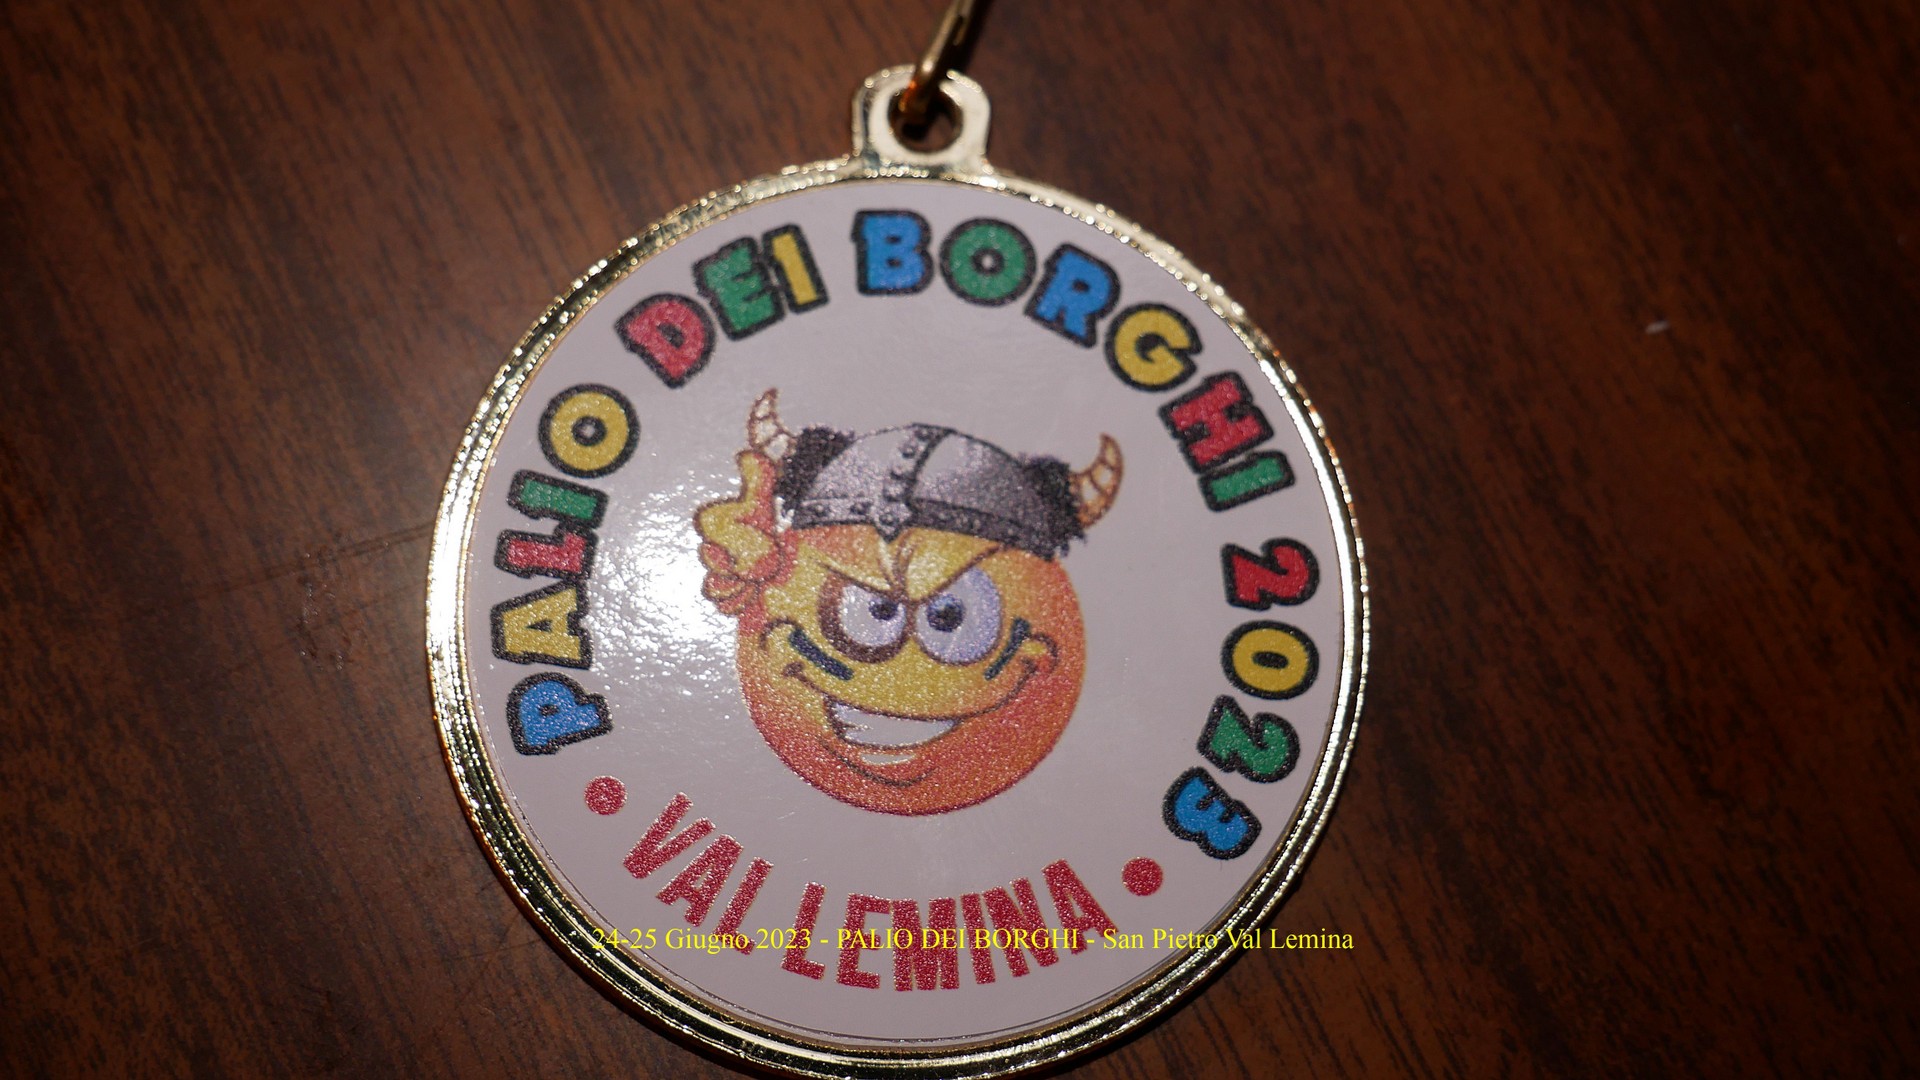 PALIO DEI BORGHI 2023
• VAL LEMINA •
24-25 Giugno 2023 - PALIO DEI BORGHI - San Pietro Val Lemina